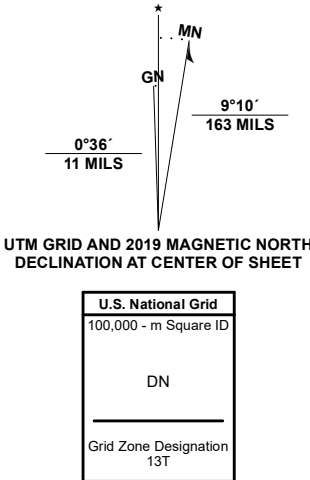 ★
MN
GN
9°10´
163 MILS
0°36´
11 MILS
UTM GRID AND 2019 MAGNETIC NORTH
DECLINATION AT CENTER OF SHEET
U.S. National Grid
100,000 - m Square ID
DN
Grid Zone Designation
13T